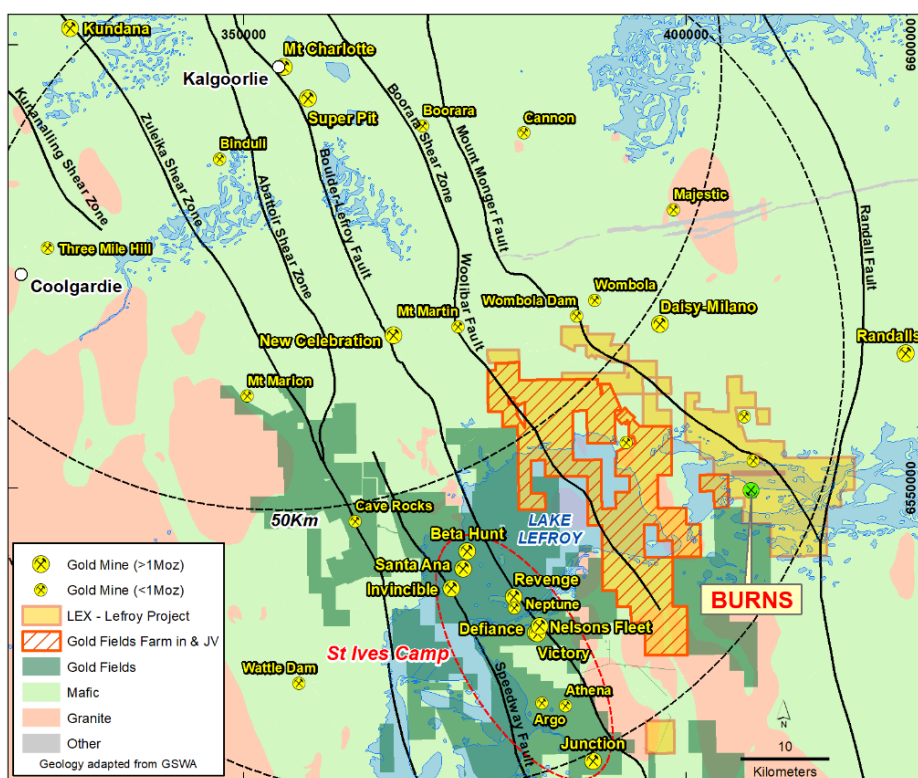 350000
400000
6600000
6550000
Kundana
Mt Charlotte
Kalgoorlie
Super Pit
Boorara
Cannon
Binduli
Kunanalling Shear Zone
Zuleika Shear Zone
Abattoir Shear Zone
Boulder-Lefroy Fault
Boorara Shear Zone
Mount Monger Fault
Majestic
Randall Fault
Three Mile Hill
Coolgardie
Woolibar Fault
Wombola
Wombola Dam
Mt Martin
Daisy-Milano
New Celebration
Randalls
Mt Marion
50Km
Cave Rocks
LAKE
LEFROY
Beta Hunt
Santa Ana
Invincible
Revenge
Neptune
BURNS
Defiance
Nelsons Fleet
Victory
St Ives Camp
Wattle Dam
Speedway Fault
Athena
Argo
Junction
N
10
Kilometers
Gold Mine (>1Moz)
Gold Mine (<1Moz)
LEX - Lefroy Project
Gold Fields Farm in & JV
Gold Fields
Mafic
Granite
Other
Geology adapted from GSWA